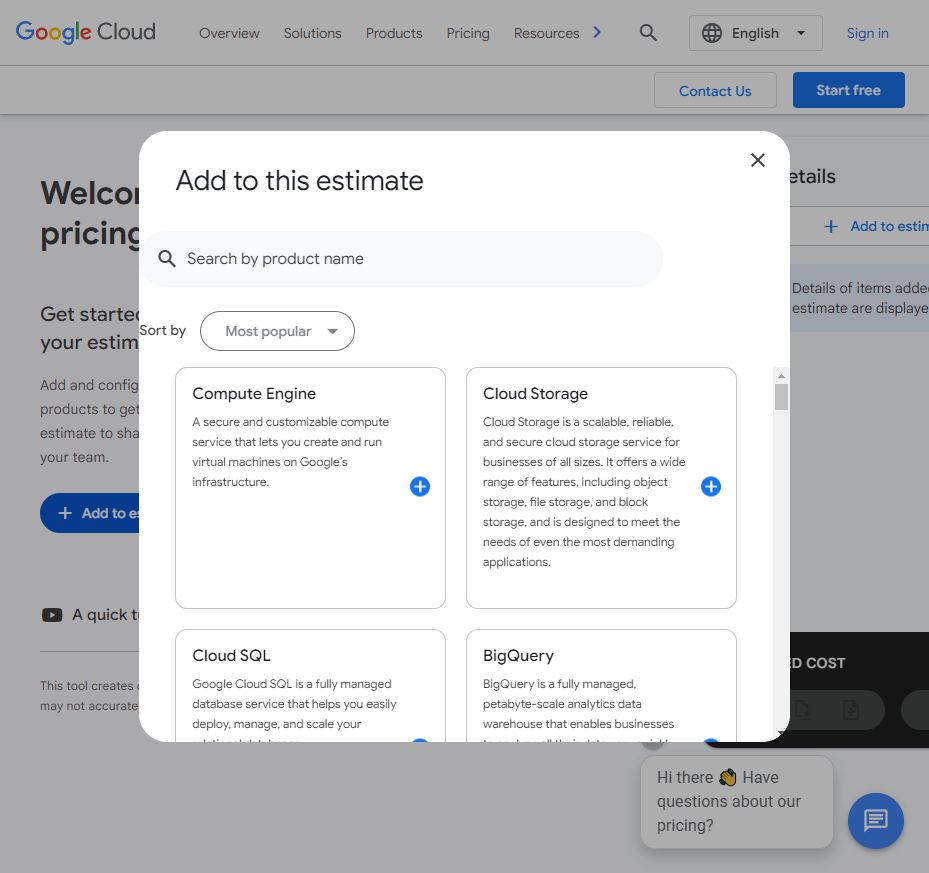 Google Cloud
Overview
Solutions
Products
Pricing
Resources
English
Sign in
Contact Us
Start free
Add to this estimate
Search by product name
Sort by
Most popular
Compute Engine
A secure and customizable compute
service that lets you create and run
virtual machines on Google's
infrastructure.
Cloud Storage
Cloud Storage is a scalable, reliable,
and secure cloud storage service for
businesses of all sizes. It offers a wide
range of features, including object
storage, file storage, and block
storage, and is designed to meet the
needs of even the most demanding
applications.
Cloud SQL
Google Cloud SQL is a fully managed
database service that helps you easily
deploy, manage, and scale your
BigQuery
BigQuery is a fully managed,
petabyte-scale analytics data
warehouse that enables businesses
pricing
Get started
your estim
Add and config
products to get
estimate to sha
your team.
Add to es
A quick tu
This tool creates
may not accurate
etails
Add to estim
Details of items adde
estimate are displaye
ED COST
Hi there 👋 Have
questions about our
pricing?